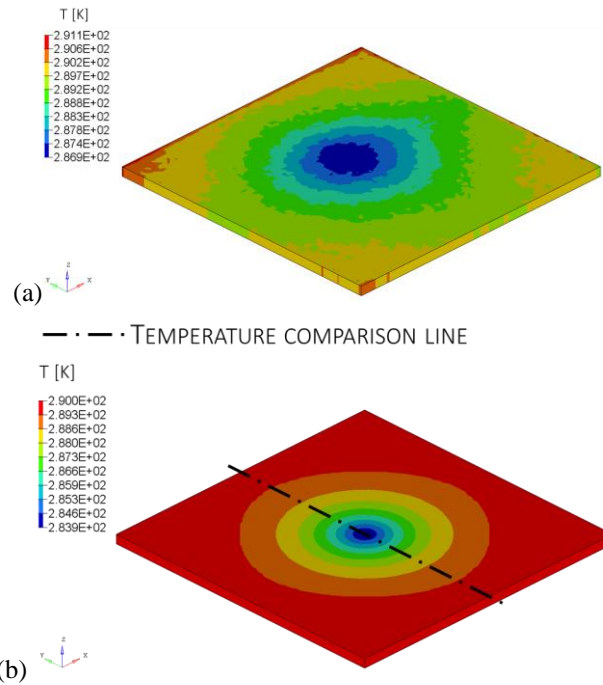 T [K]
2.911E+02
2.906E+02
2.902E+02
2.897E+02
2.892E+02
2.888E+02
2.883E+02
2.878E+02
2.874E+02
2.869E+02
Z
Y X
(a)
TEMPERATURE COMPARISON LINE
T [K]
2.900E+02
2.893E+02
2.886E+02
2.880E+02
2.873E+02
2.866E+02
2.859E+02
2.853E+02
2.846E+02
2.839E+02
Z
Y X
(b)